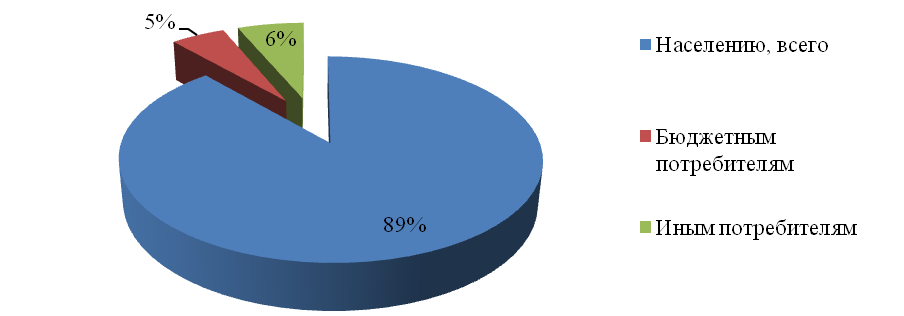 5%
6%
89%
Населению, всего
Бюджетным
потребителям
Иным потребителям